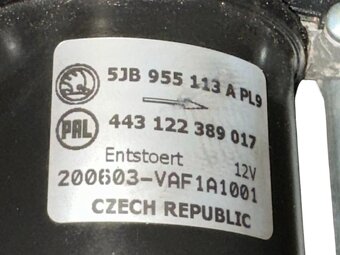 5JB 955 113 A PL9
PAL 443 122 389 017
Entstoert 12V
200603-VAF1A1001
CZECH REPUBLIC